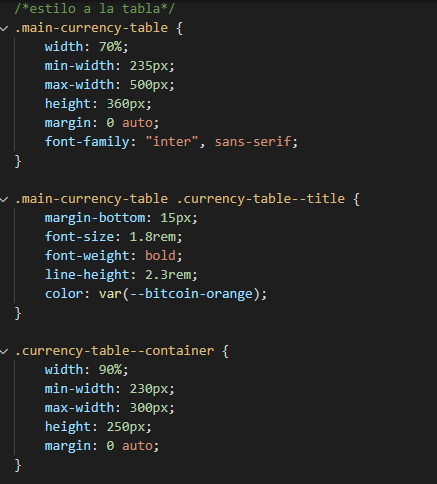 /*estilo a la tabla*/
.main-currency-table {
    width: 70%;
    min-width: 235px;
    max-width: 500px;
    height: 360px;
    margin: 0 auto;
    font-family: "inter", sans-serif;
}

.main-currency-table .currency-table--title {
    margin-bottom: 15px;
    font-size: 1.8rem;
    font-weight: bold;
    line-height: 2.3rem;
    color: var(--bitcoin-orange);
}

.currency-table--container {
    width: 90%;
    min-width: 230px;
    max-width: 300px;
    height: 250px;
    margin: 0 auto;
}